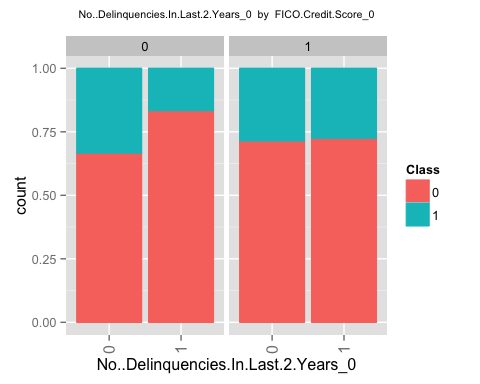 No..Delinquencies.In.Last.2.Years_0 by FICO.Credit.Score_0
0 1
1.00
0.75
0.50
0.25
0.00
count
0 1 0 1
No..Delinquencies.In.Last.2.Years_0
Class
0
1